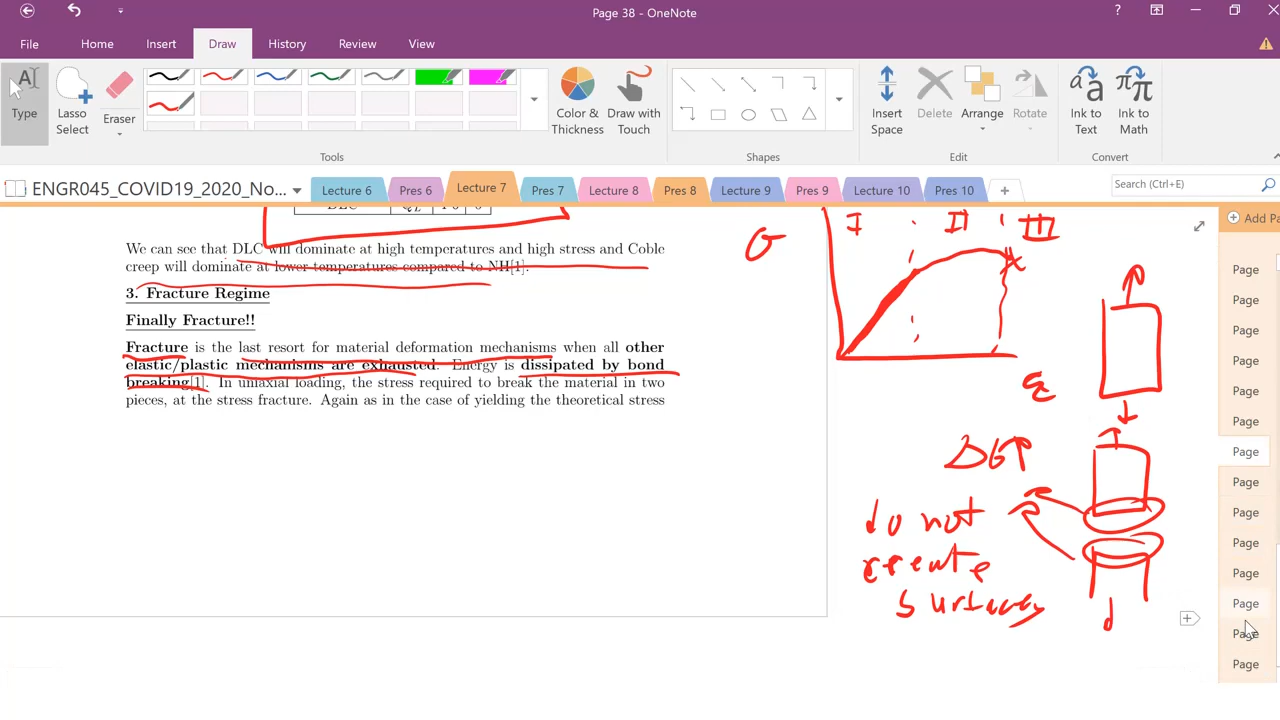 Page 38 - OneNote
?
File Home Insert Draw History Review View
Type
Lasso Select
Eraser
Color & Thickness
Draw with Touch
Insert Space
Delete
Arrange
Rotate
Ink to Text
Ink to Math
Tools
Shapes
Edit
Convert
ENGR045_COVID19_2020_No...
Lecture 6
Pres 6
Lecture 7
Pres 7
Lecture 8
Pres 8
Lecture 9
Pres 9
Lecture 10
Pres 10
Search (Ctrl+E)
Add Pa
We can see that DLC will dominate at high temperatures and high stress and Coble
creep will dominate at lower temperatures compared to NH[1].
3. Fracture Regime
Finally Fracture!!
Fracture is the last resort for material deformation mechanisms when all other
elastic/plastic mechanisms are exhausted. Energy is dissipated by bond
breaking[1]. In uniaxial loading, the stress required to break the material in two
pieces, at the stress fracture. Again as in the case of yielding the theoretical stress
σ
I II III
ε
ΔG↑
do not
create
surfaces
Page
Page
Page
Page
Page
Page
Page
Page
Page
Page
Page
Page
Page
Page